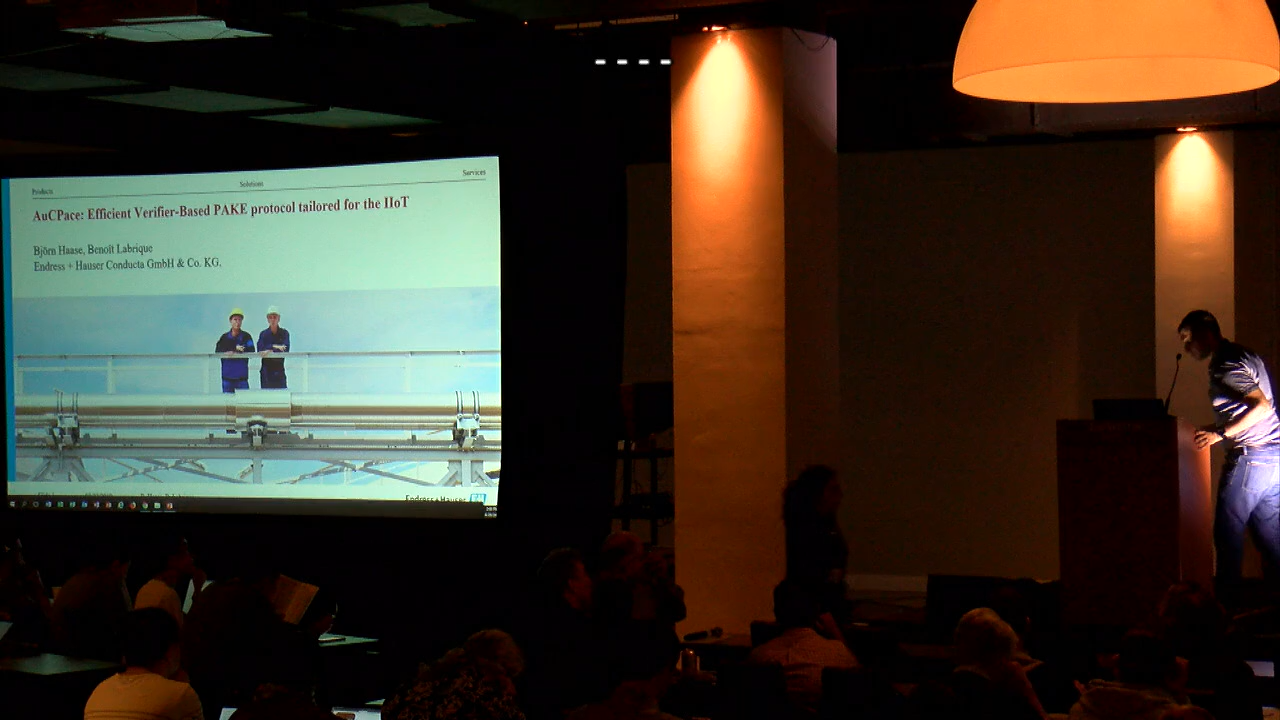 Products Solutions Services
AuCPace: Efficient Verifier-Based PAKE protocol tailored for the IIoT
Björn Haase, Benoît Labrique
Endress + Hauser Conducta GmbH & Co. KG.
Endress+Hauser